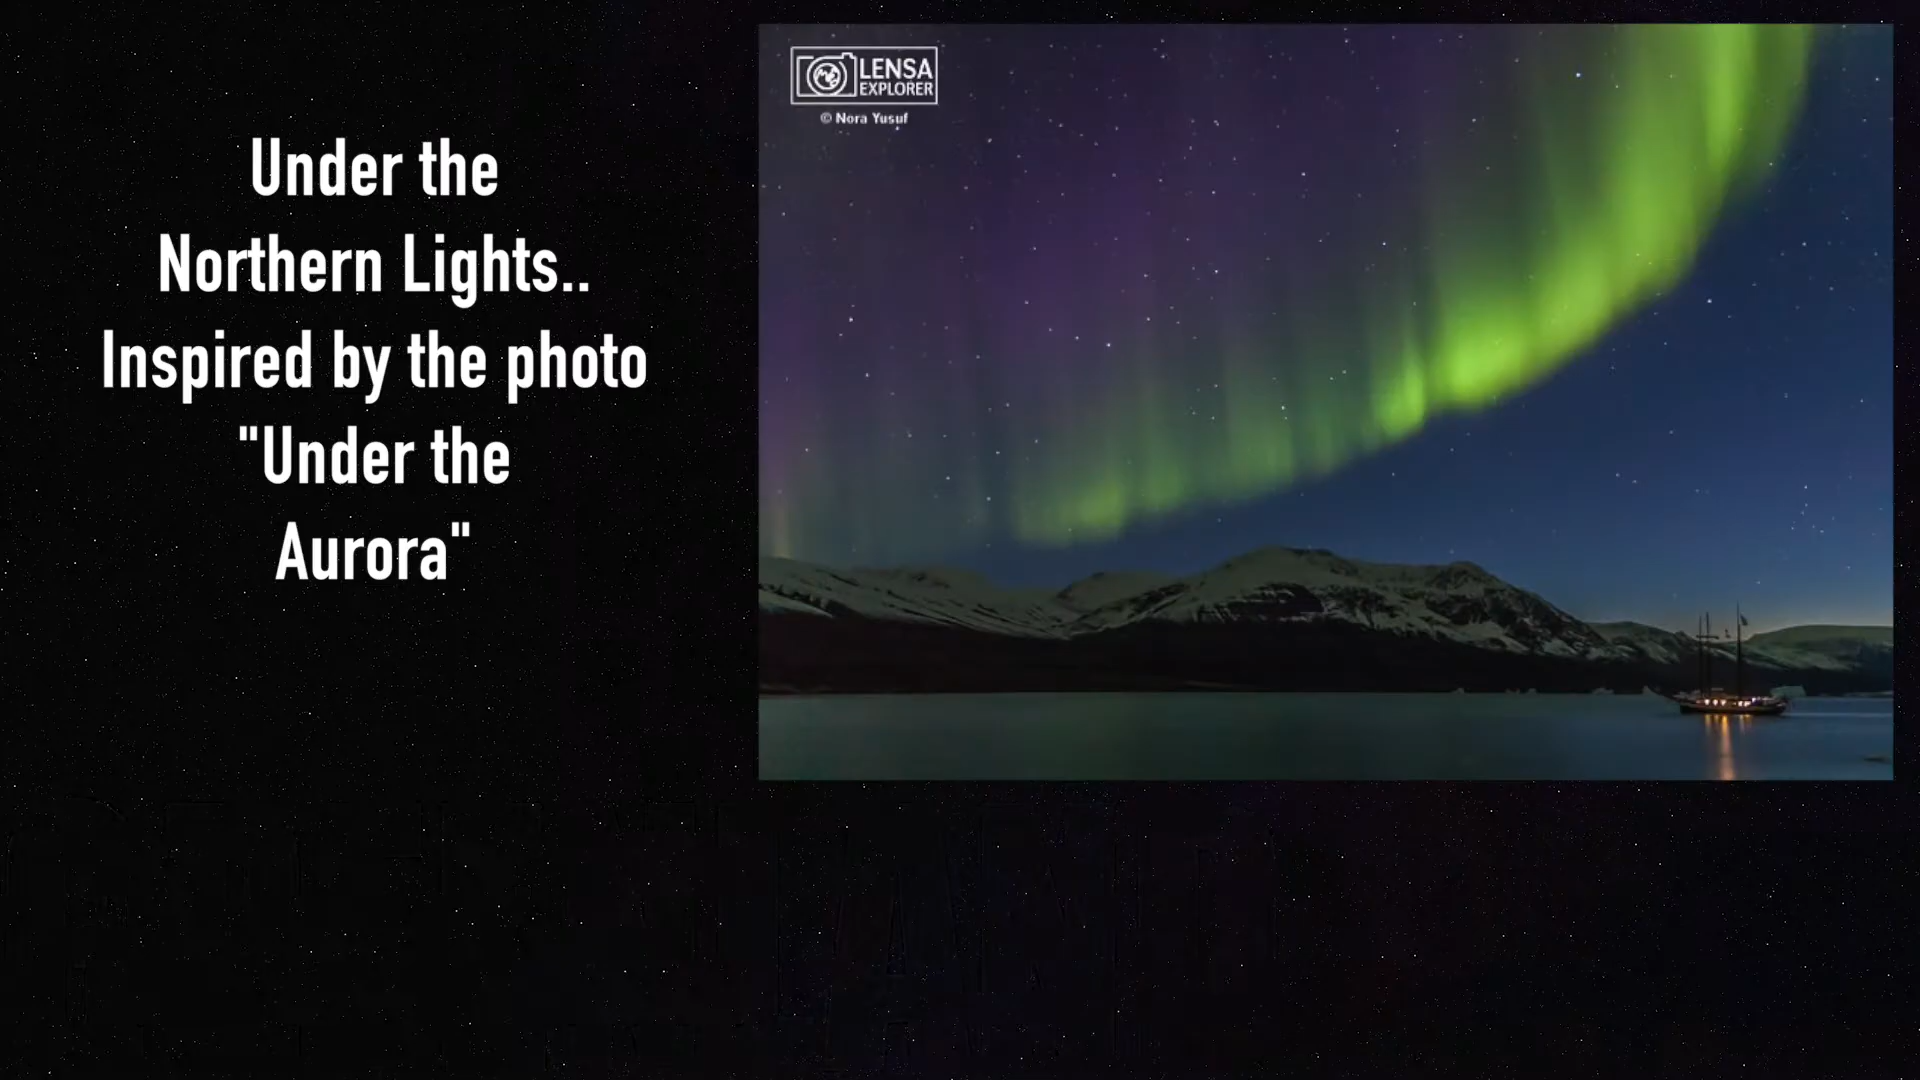 Under the
Northern Lights..
Inspired by the photo
"Under the
Aurora"
LENSA
EXPLORER
© Nora Yusuf